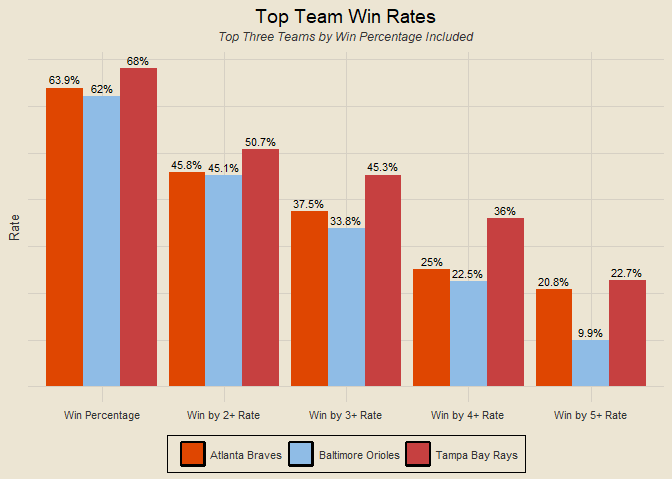 Top Team Win Rates
Top Three Teams by Win Percentage Included
63.9%
62%
68%
45.8%
45.1%
50.7%
37.5%
33.8%
45.3%
25%
22.5%
36%
20.8%
9.9%
22.7%
Rate
Win Percentage
Win by 2+ Rate
Win by 3+ Rate
Win by 4+ Rate
Win by 5+ Rate
Atlanta Braves
Baltimore Orioles
Tampa Bay Rays